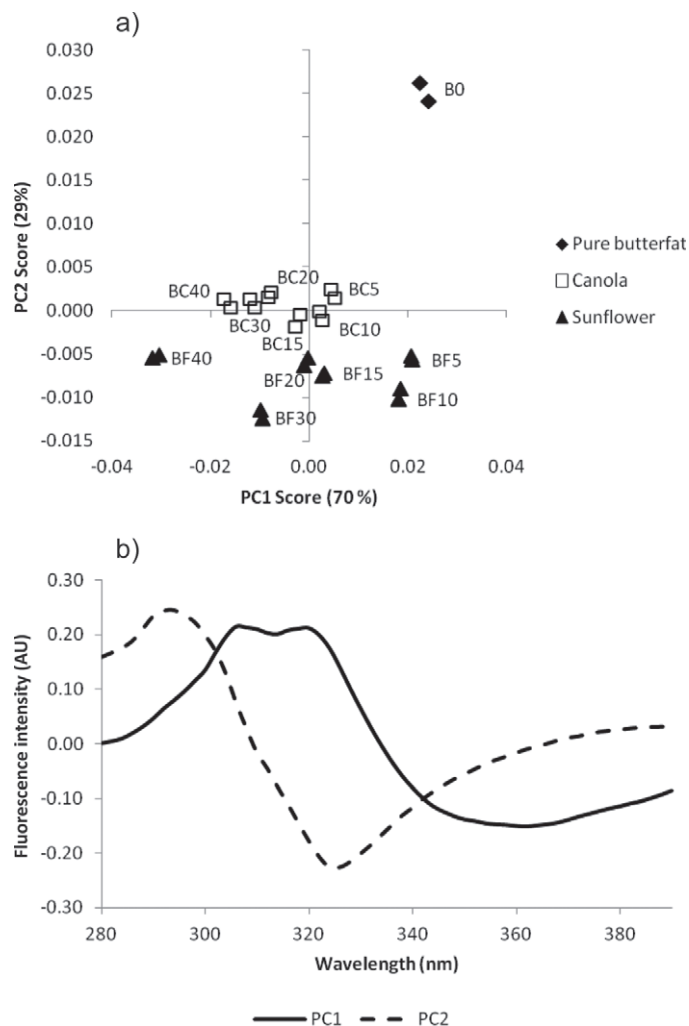 a)
0.030
0.025
0.020
0.015
0.010
0.005
0.000
-0.005
-0.010
-0.015
PC2 Score (29%)
B0
BC40
BC20
BC5
BC30
BC10
BC15
BF40
BF20
BF15
BF5
BF30
BF10
-0.04
-0.02
0.00
0.02
0.04
PC1 Score (70 %)
Pure butterfat
Canola
Sunflower
b)
0.30
0.20
0.10
0.00
-0.10
-0.20
-0.30
Fluorescence intensity (AU)
280
300
320
340
360
380
Wavelength (nm)
PC1
PC2